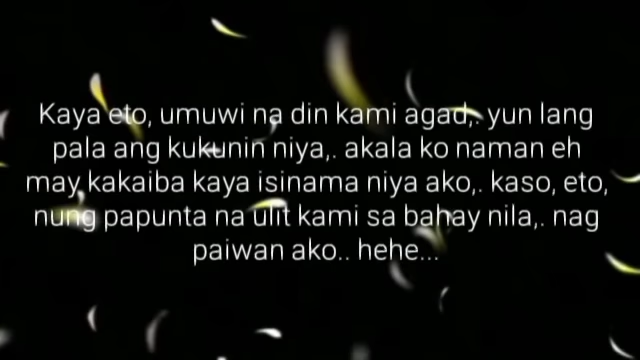 Kaya eto, umuwi na din kami agad,. yun lang
pala ang kukunin niya,. akala ko naman eh
may kakaiba kaya isinama niya ako,. kaso, eto,
nung papunta na ulit kami sa bahay nila,. nag
paiwan ako.. hehe...